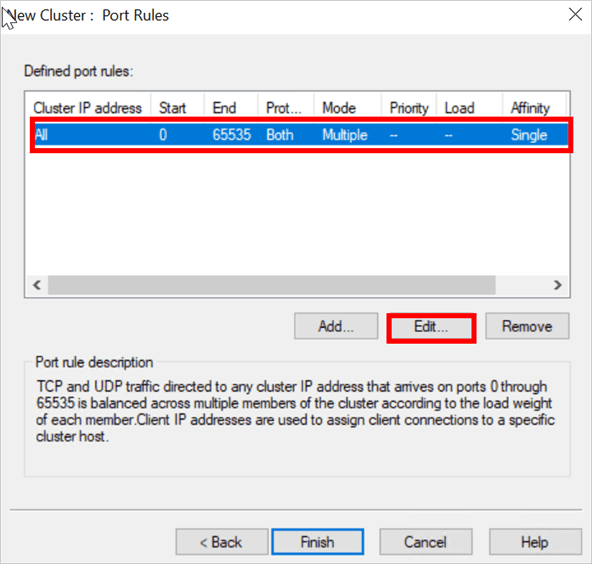 New Cluster :  Port Rules
Defined port rules:
Cluster IP address Start End Prot... Mode Priority Load Affinity
All 0 65535 Both Multiple -- -- Single
Add... Edit... Remove
Port rule description
TCP and UDP traffic directed to any cluster IP address that arrives on ports 0 through
65535 is balanced across multiple members of the cluster according to the load weight
of each member.Client IP addresses are used to assign client connections to a specific
cluster host.
< Back Finish Cancel Help